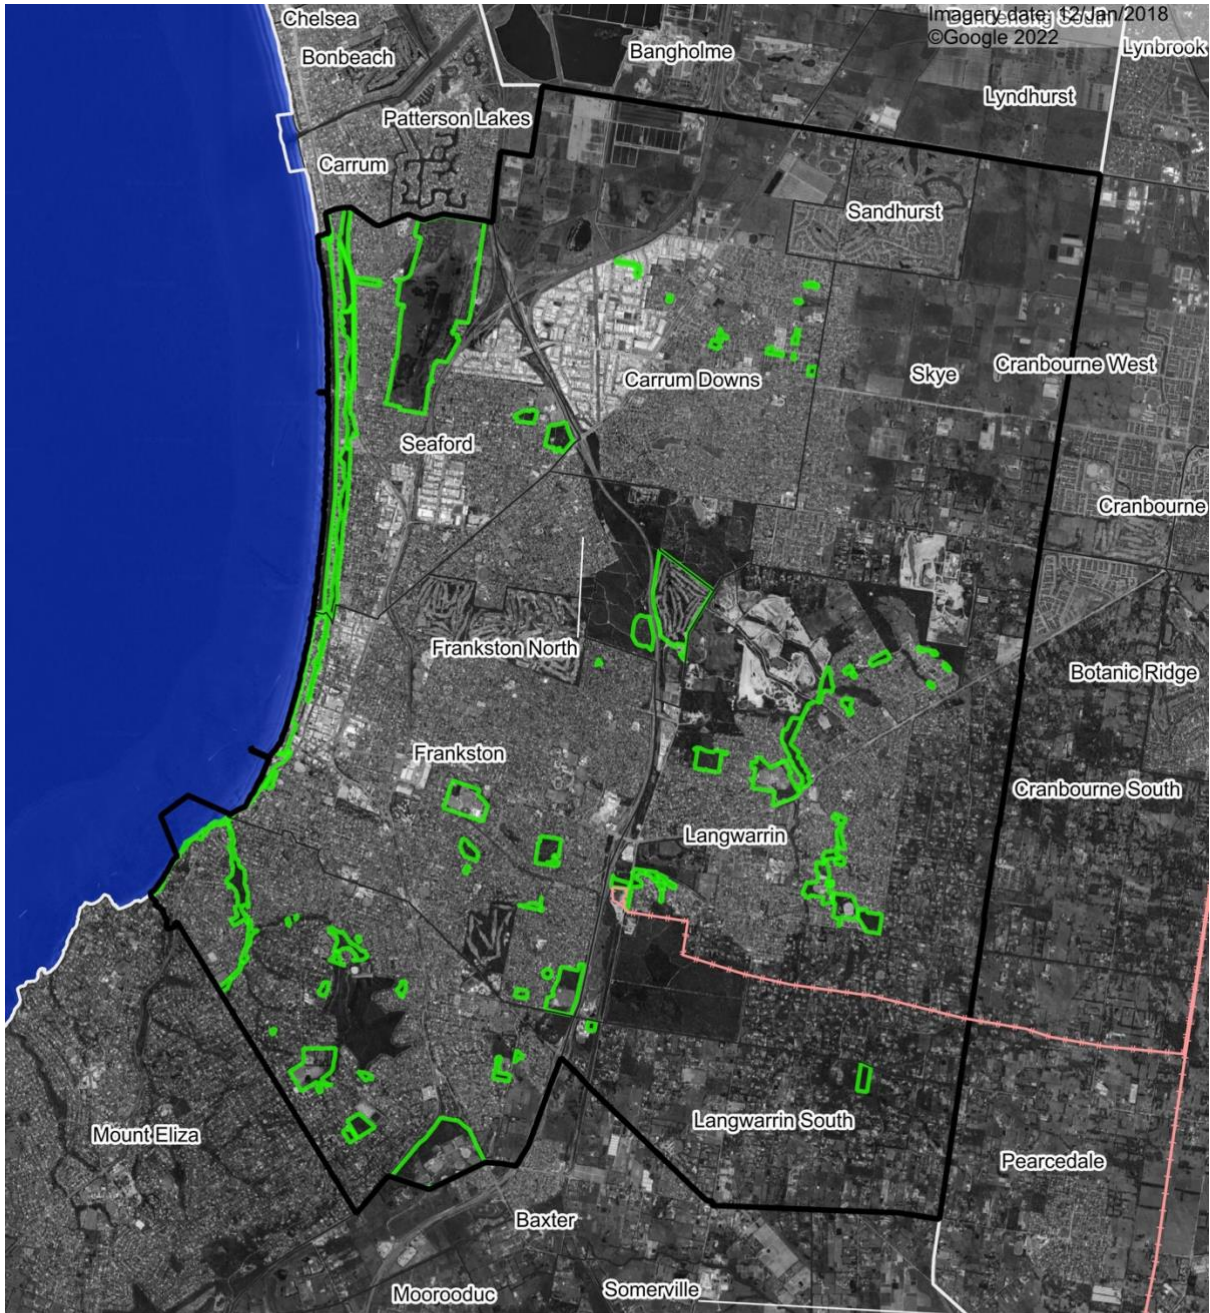 Chelsea
Imagery date: 12/Jan/2018
Dandenong South
©Google 2022
Lynbrook
Bonbeach
Bangholme
Lyndhurst
Patterson Lakes
Carrum
Sandhurst
Cranbourne West
Skye
Carrum Downs
Seaford
Cranbourne
Frankston North
Botanic Ridge
Frankston
Cranbourne South
Langwarrin
Langwarrin South
Mount Eliza
Pearcedale
Baxter
Somerville
Moorooduc